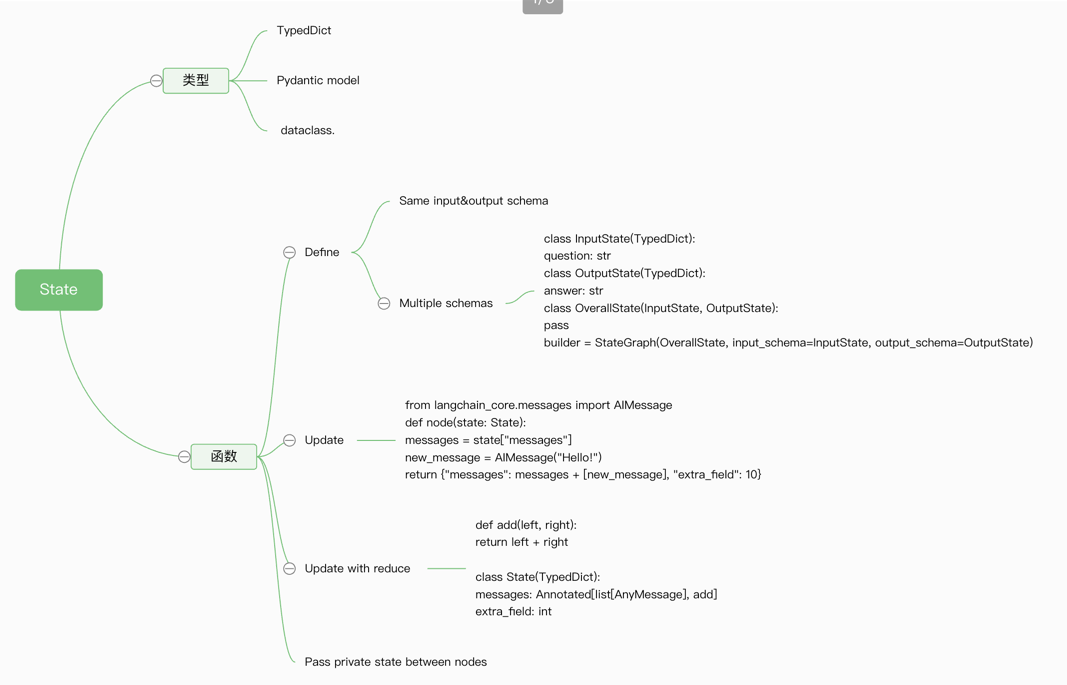 TypedDict
类型
Pydantic model
dataclass.
State
Same input&output schema
Define
Multiple schemas
class InputState(TypedDict):
question: str
class OutputState(TypedDict):
answer: str
class OverallState(InputState, OutputState):
pass
builder = StateGraph(OverallState, input_schema=InputState, output_schema=OutputState)
函数
Update
from langchain_core.messages import AIMessage
def node(state: State):
messages = state["messages"]
new_message = AIMessage("Hello!")
return {"messages": messages + [new_message], "extra_field": 10}
Update with reduce
def add(left, right):
return left + right
class State(TypedDict):
messages: Annotated[list[AnyMessage], add]
extra_field: int
Pass private state between nodes